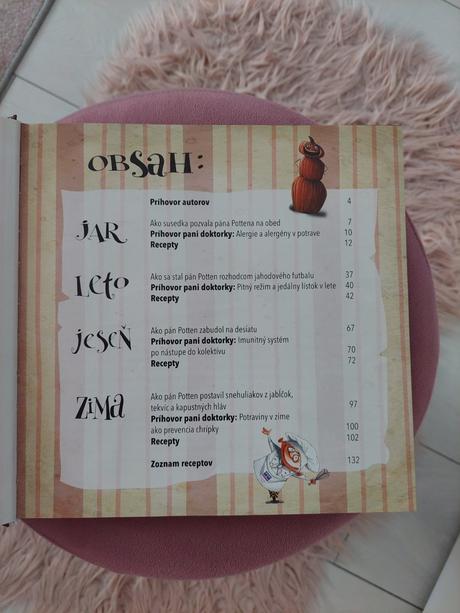 OBSAH:
Príhovor autorov 4
JAR
Ako susedka pozvala pána Pottena na obed 7
Príhovor pani doktorky: Alergie a alergény v potrave 10
Recepty 12
Leto
Ako sa stal pán Potten rozhodcom jahodového futbalu 37
Príhovor pani doktorky: Pitný režim a jedálny lístok v lete 40
Recepty 42
JeseŇ
Ako pán Potten zabudol na desiatu 67
Príhovor pani doktorky: Imunitný systém
po nástupe do kolektívu 70
Recepty 72
ZiMA
Ako pán Potten postavil snehuliakov z jabĺčok,
tekvíc a kapustných hláv 97
Príhovor pani doktorky: Potraviny v zime
ako prevencia chrípky 100
Recepty 102
Zoznam receptov 132